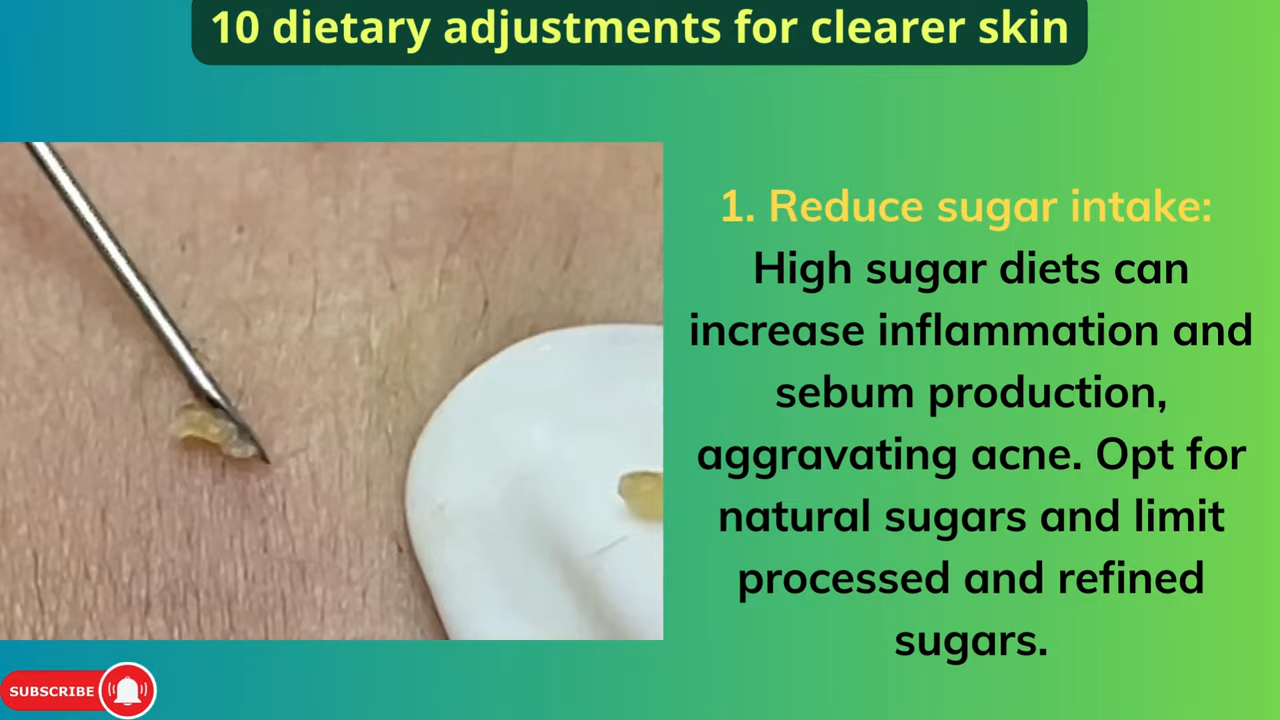 10 dietary adjustments for clearer skin
1. Reduce sugar intake:
High sugar diets can
increase inflammation and
sebum production,
aggravating acne. Opt for
natural sugars and limit
processed and refined
sugars.
SUBSCRIBE